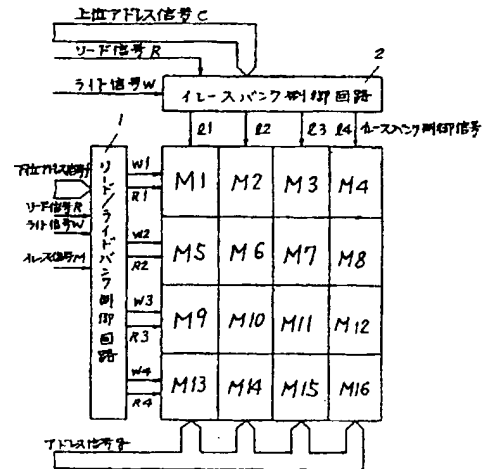 上位アドレス信号C
リード信号R
2
ライト信号W
イレースバンク制御回路
1
l1 l2 l3 l4 イレースバンク制御信号
下位アドレス信号f
リード信号R
ライト信号W
イレース信号M
リード/ライトバンク制御回路
W1
R1
W2
R2
W3
R3
W4
R4
M1 M2 M3 M4
M5 M6 M7 M8
M9 M10 M11 M12
M13 M14 M15 M16
アドレス信号g